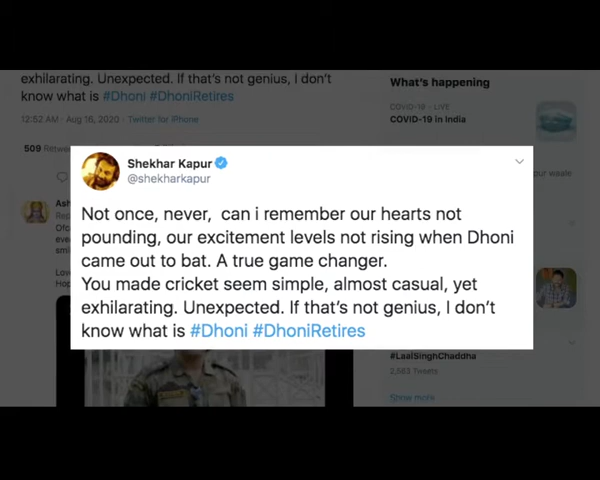 exhilarating. Unexpected. If that's not genius, I don't
know what is #Dhoni #DhoniRetires
12:52 AM · Aug 16, 2020 · Twitter for iPhone
509
What's happening
COVID-19 · LIVE
COVID-19 in India
Shekhar Kapur
@shekharkapur
Not once, never, can i remember our hearts not
pounding, our excitement levels not rising when Dhoni
came out to bat. A true game changer.
You made cricket seem simple, almost casual, yet
exhilarating. Unexpected. If that's not genius, I don't
know what is #Dhoni #DhoniRetires
#LaalSinghChaddha
2,563 Tweets
Show more